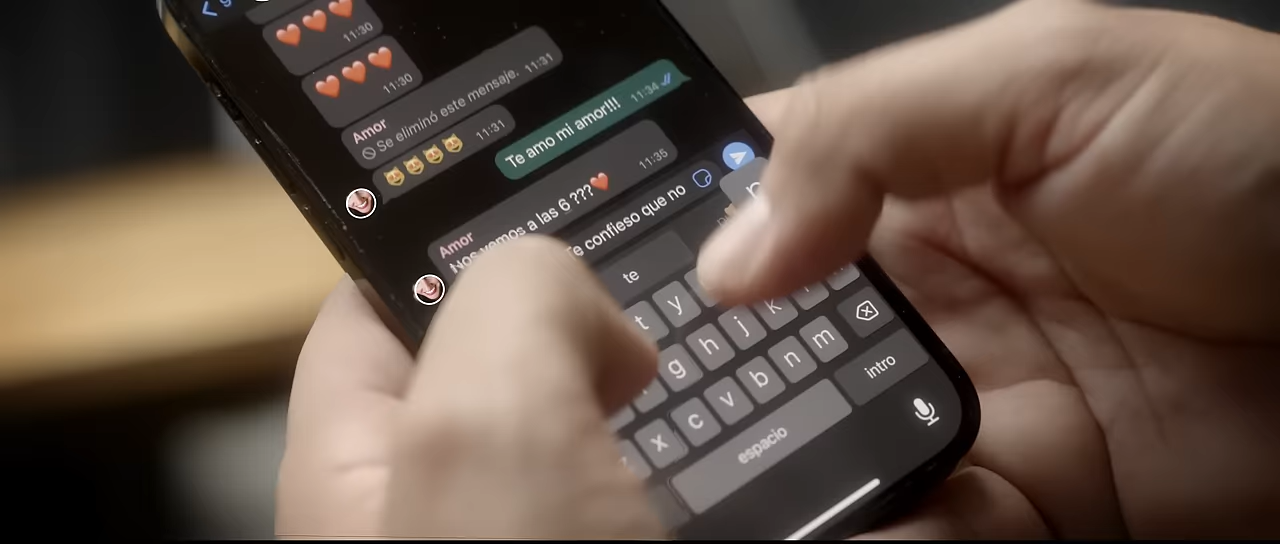 ❤️❤️❤️
11:30
❤️❤️❤️
11:30
Amor
Se eliminó este mensaje. 11:31
😺😺😺😺 11:31
Te amo mi amor!!! 11:34
Amor
Nos vemos a las 6 ???❤️ 11:35
Te confieso que no
te
p
t y
g h j k
x c v b n m
espacio intro